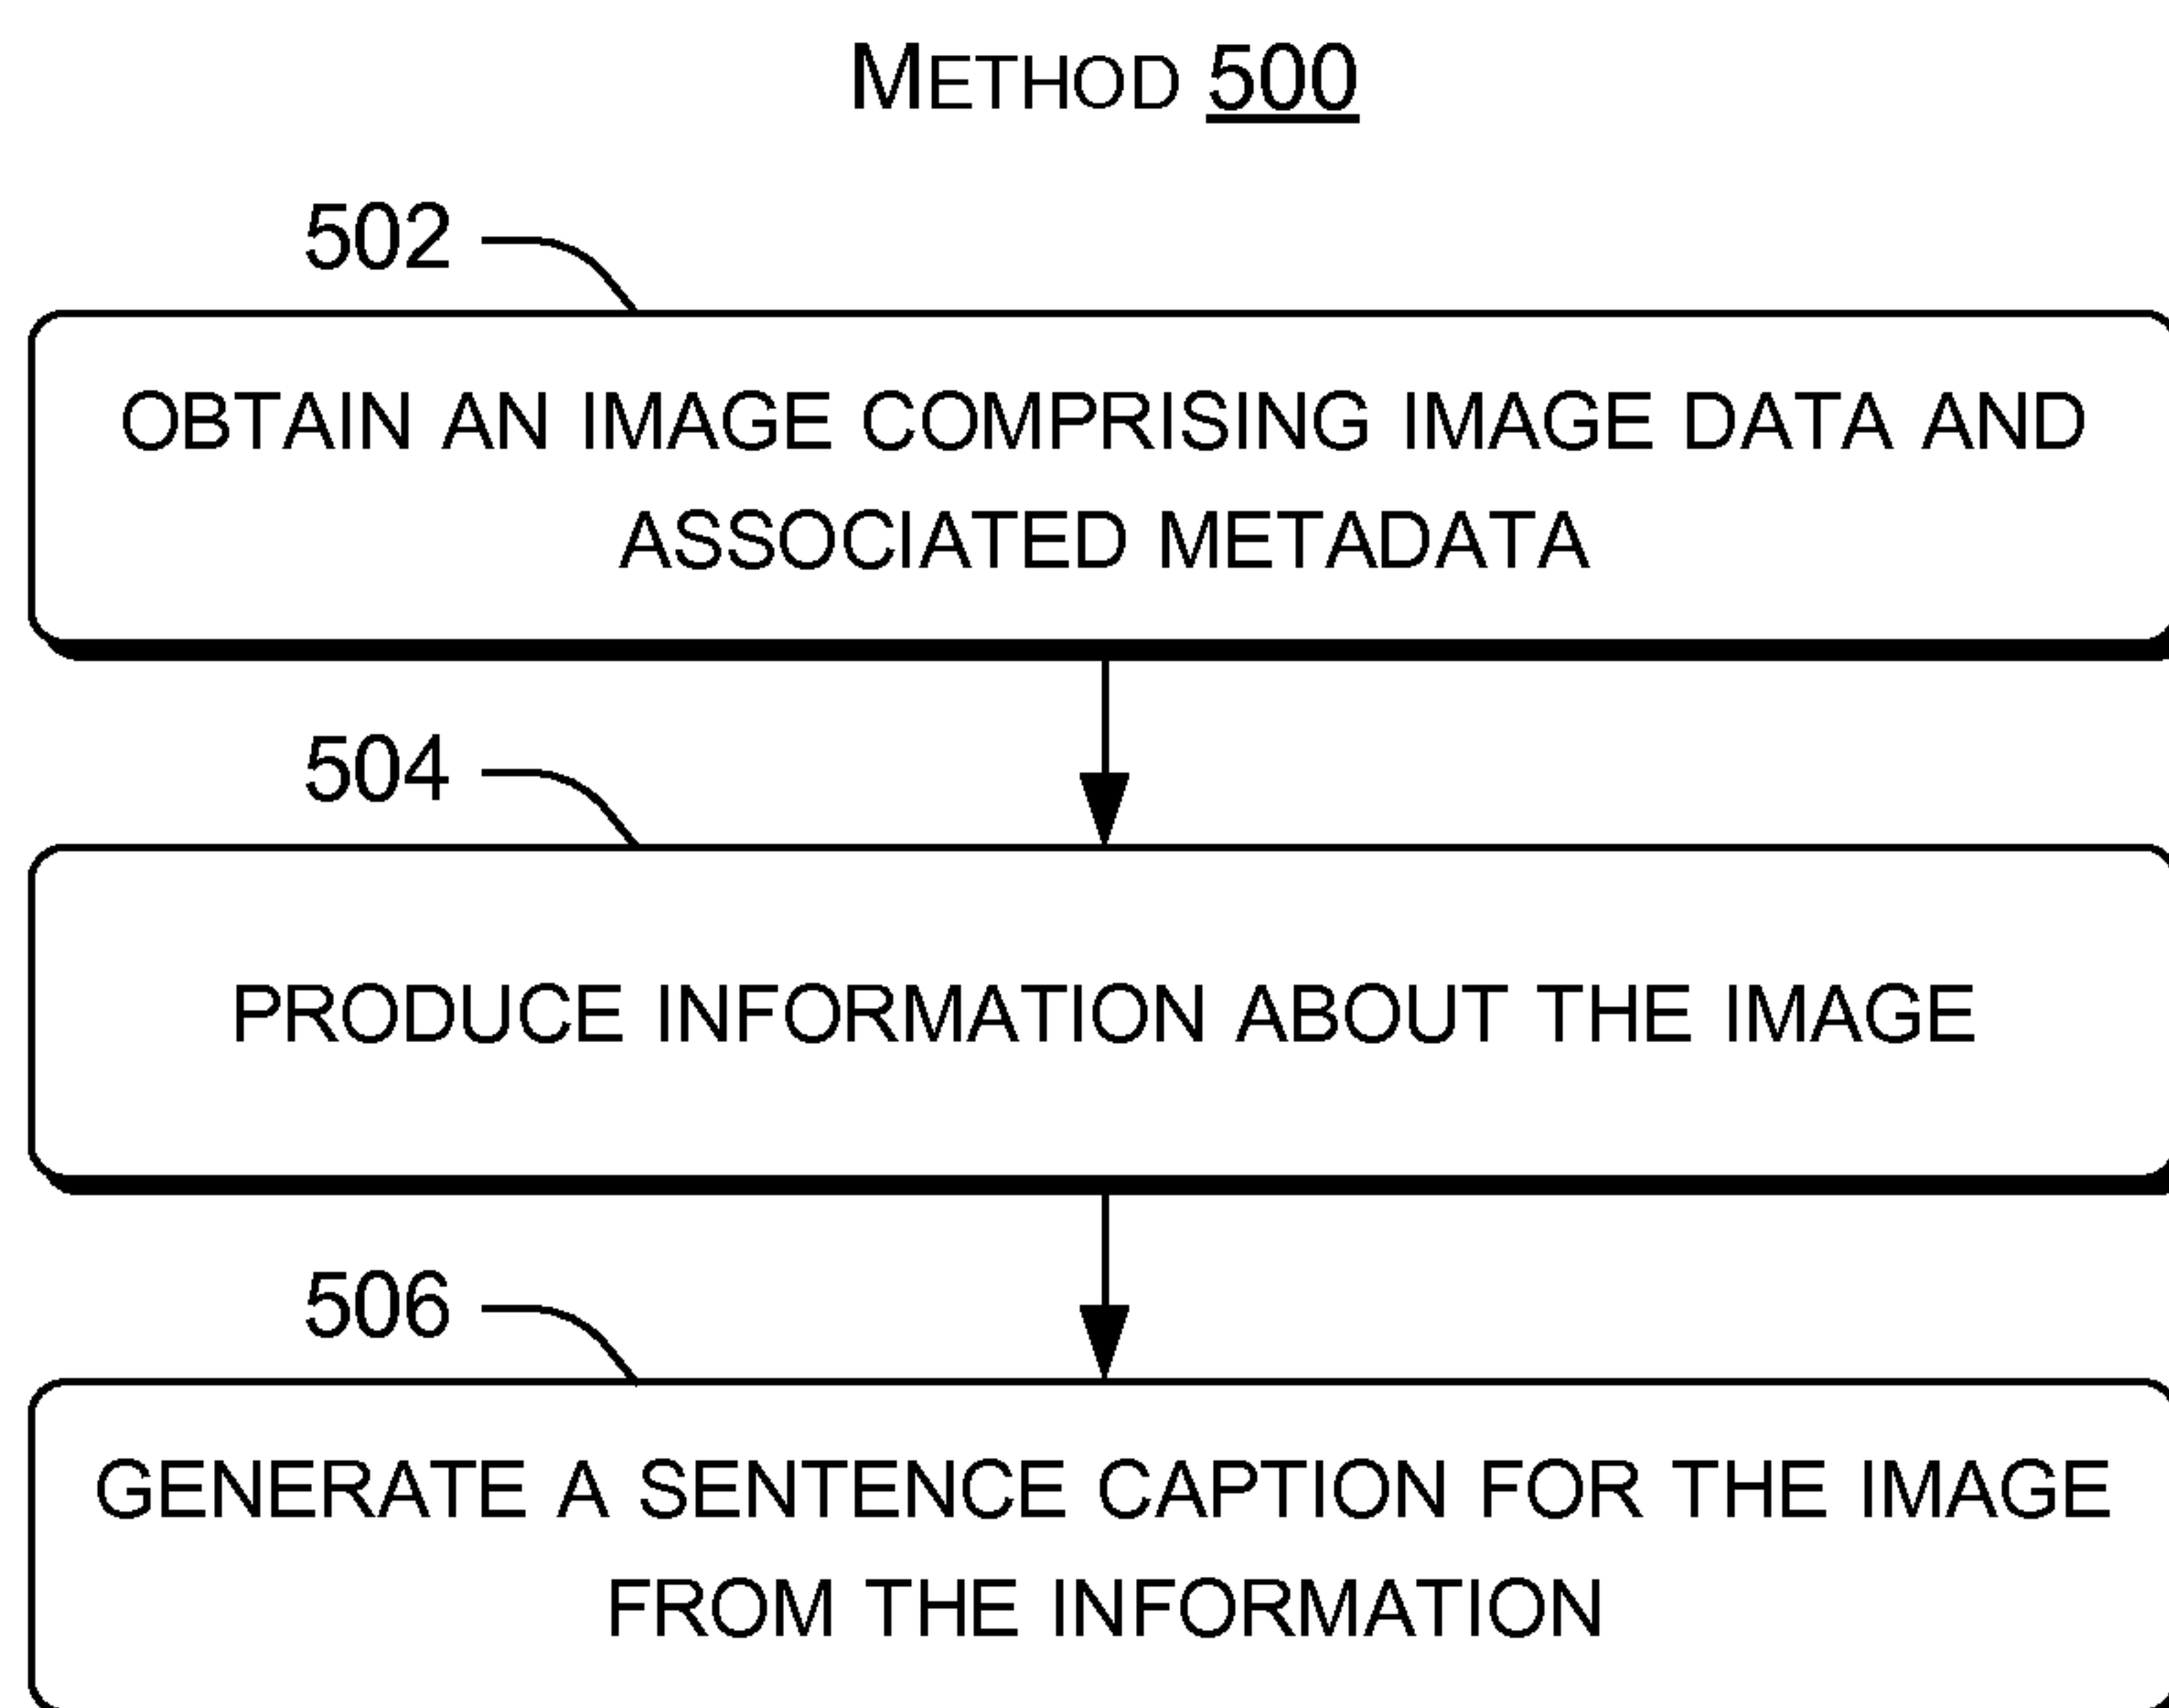 METHOD 500
502
OBTAIN AN IMAGE COMPRISING IMAGE DATA AND
ASSOCIATED METADATA
504
PRODUCE INFORMATION ABOUT THE IMAGE
506
GENERATE A SENTENCE CAPTION FOR THE IMAGE
FROM THE INFORMATION